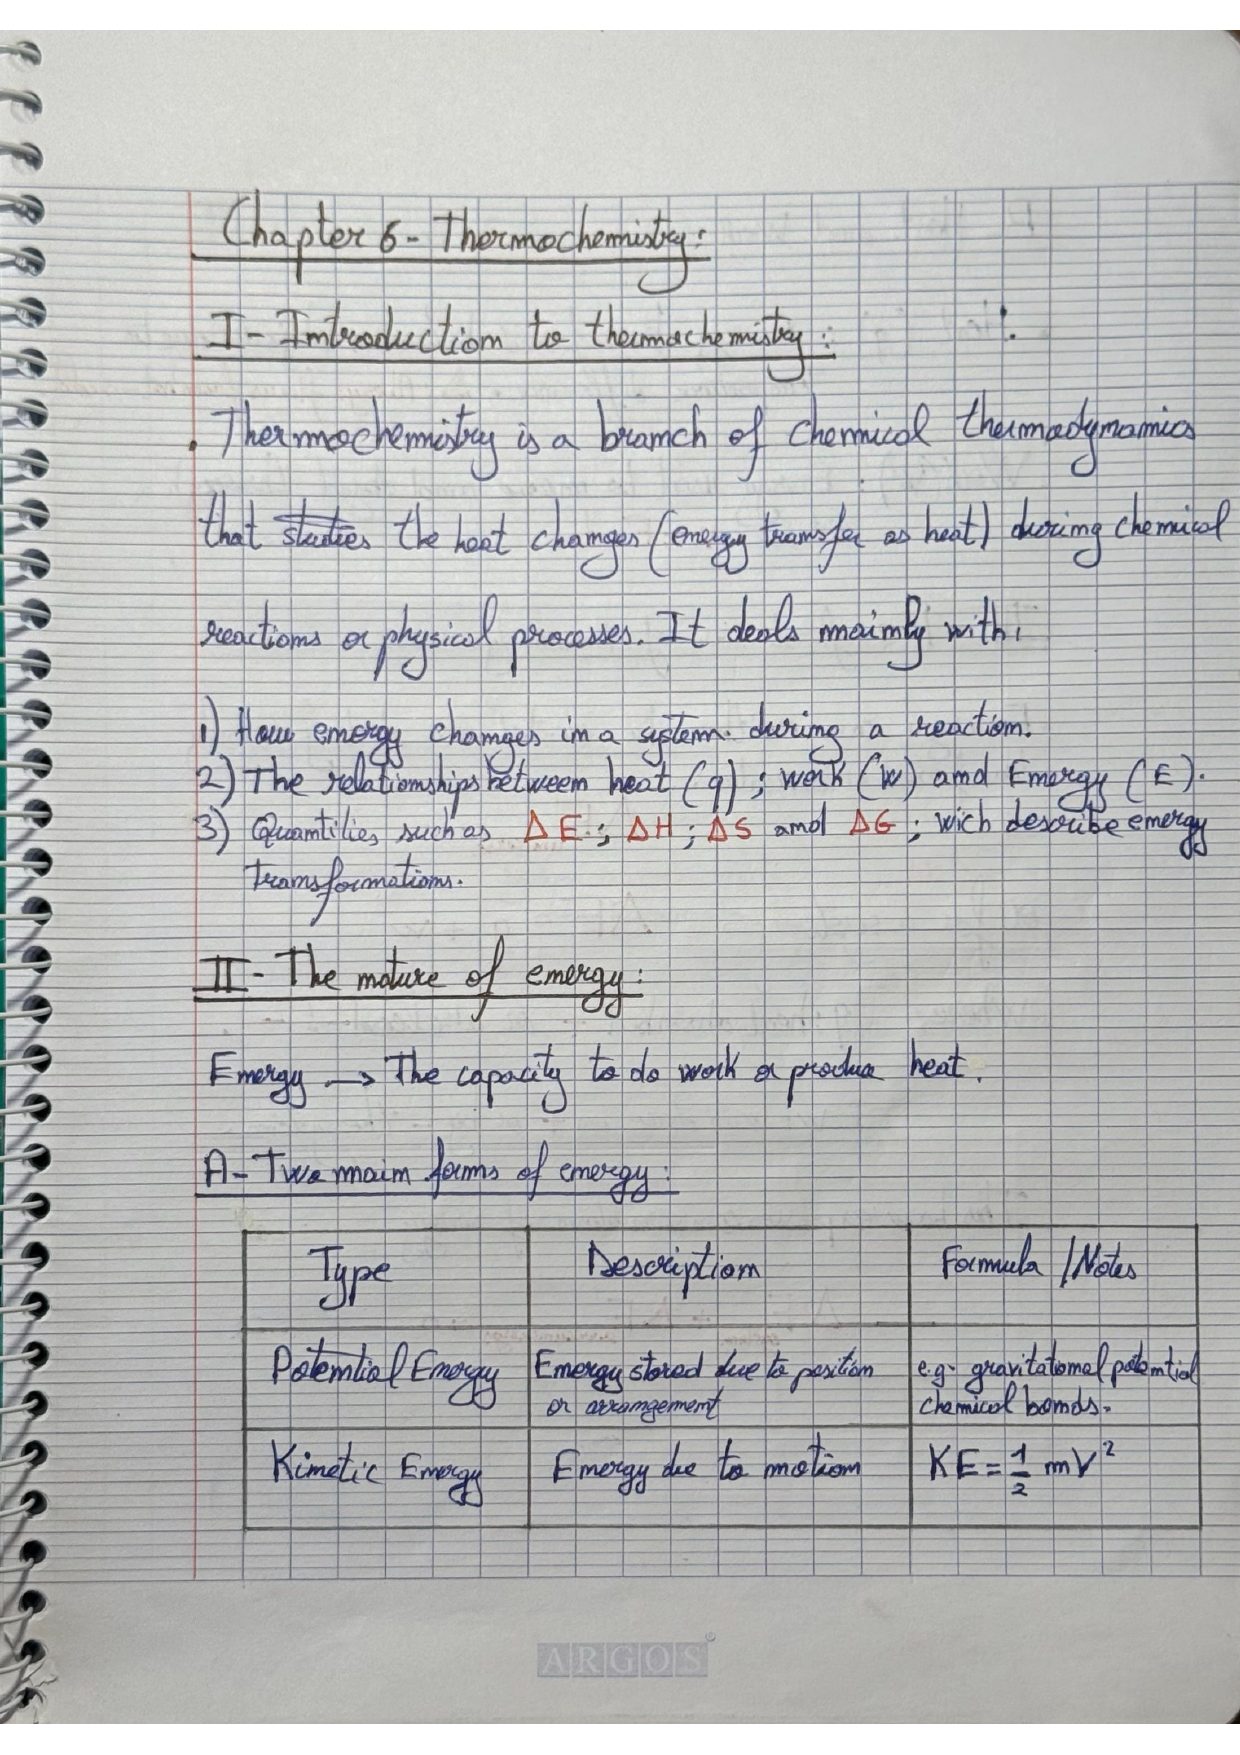 Chapter 6 - Thermochemistry:
I - Introduction to thermochemistry:
. Thermochemistry is a branch of chemical thermodynamics
that studies the heat changes (energy transfer as heat) during chemical
reactions or physical processes. It deals mainly with:
1) How energy changes in a system during a reaction.
2) The relationships between heat (q); work (w) and Energy (E).
3) Quantities such as ΔE; ΔH; ΔS and ΔG; wich describe energy
transformations.
II - The nature of energy:
Energy → The capacity to do work or produce heat.
A - Two main forms of energy:
Type Description Formula / Notes
Potential Energy Energy stored due to position e.g. gravitational potential
or arrangement chemical bonds.
Kinetic Energy Energy due to motion KE = 1/2 mV²
ARGOS®